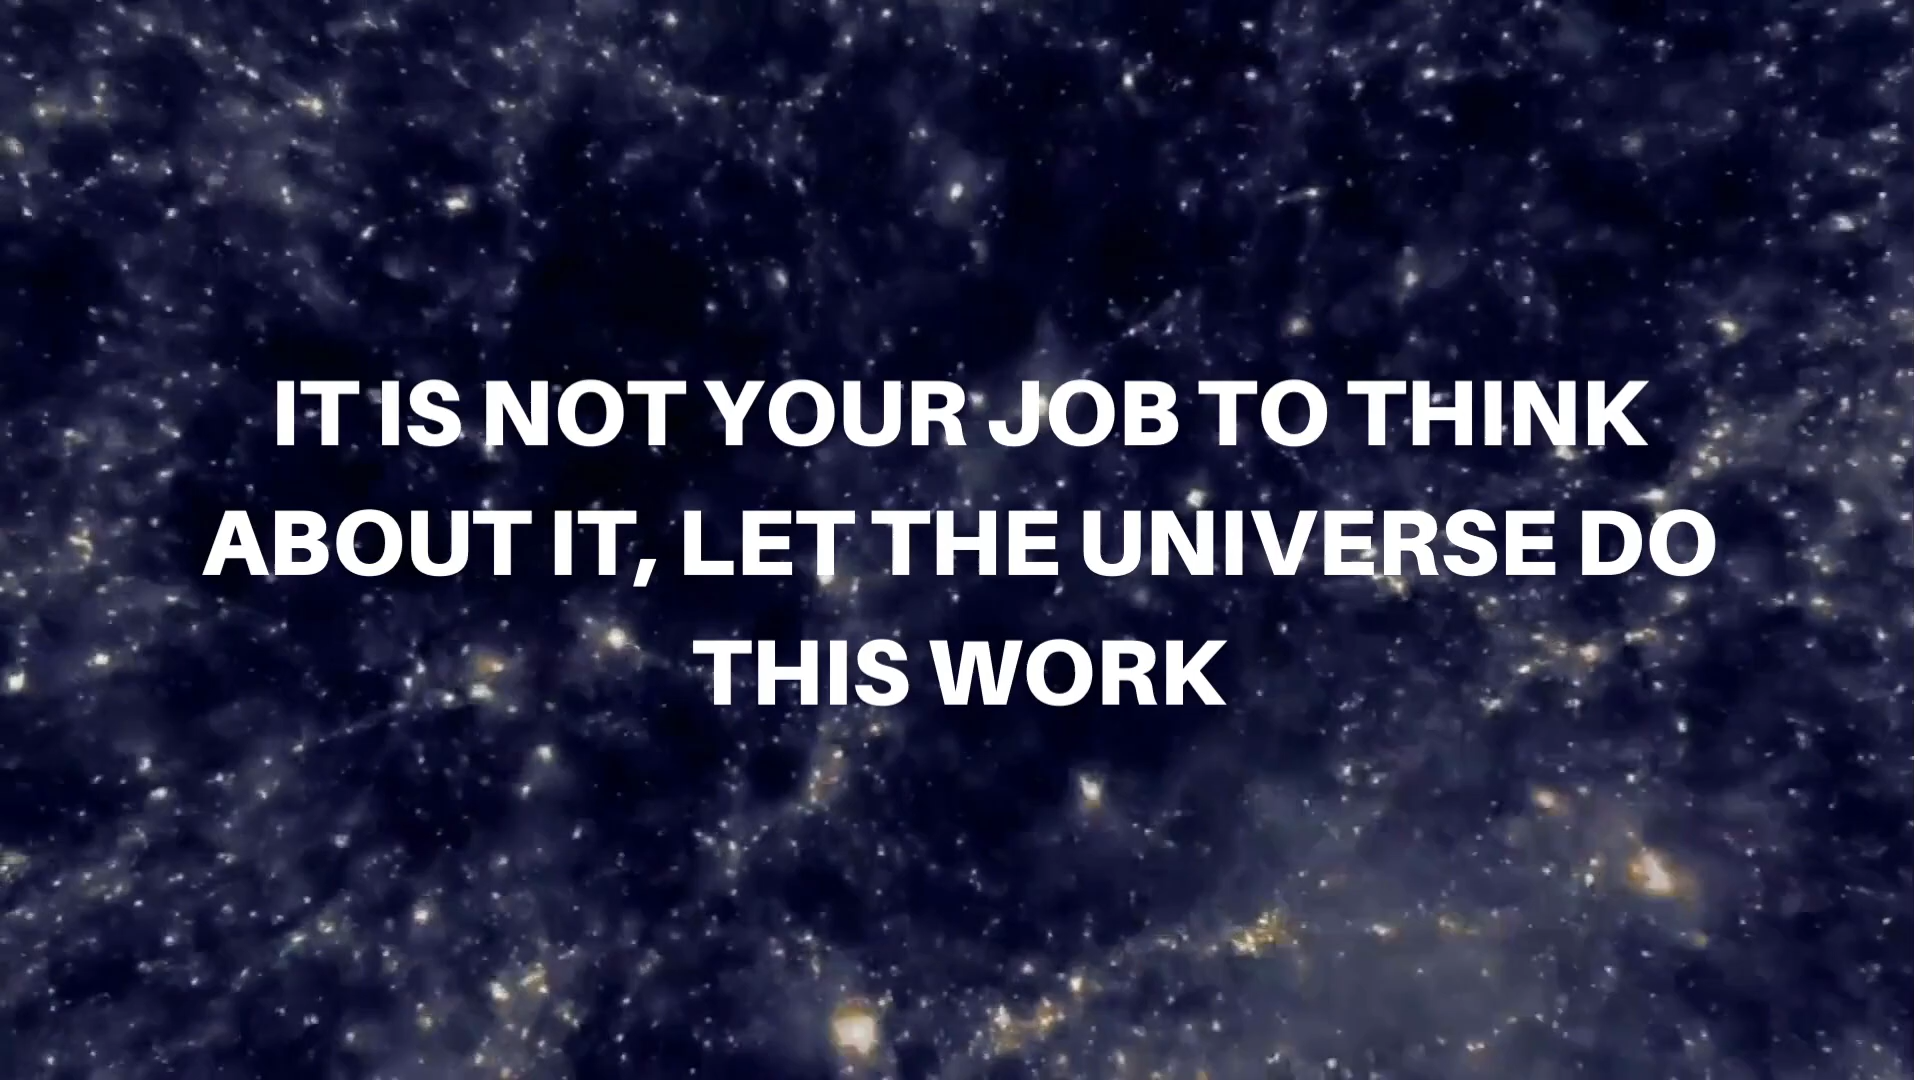 IT IS NOT YOUR JOB TO THINK
ABOUT IT, LET THE UNIVERSE DO
THIS WORK